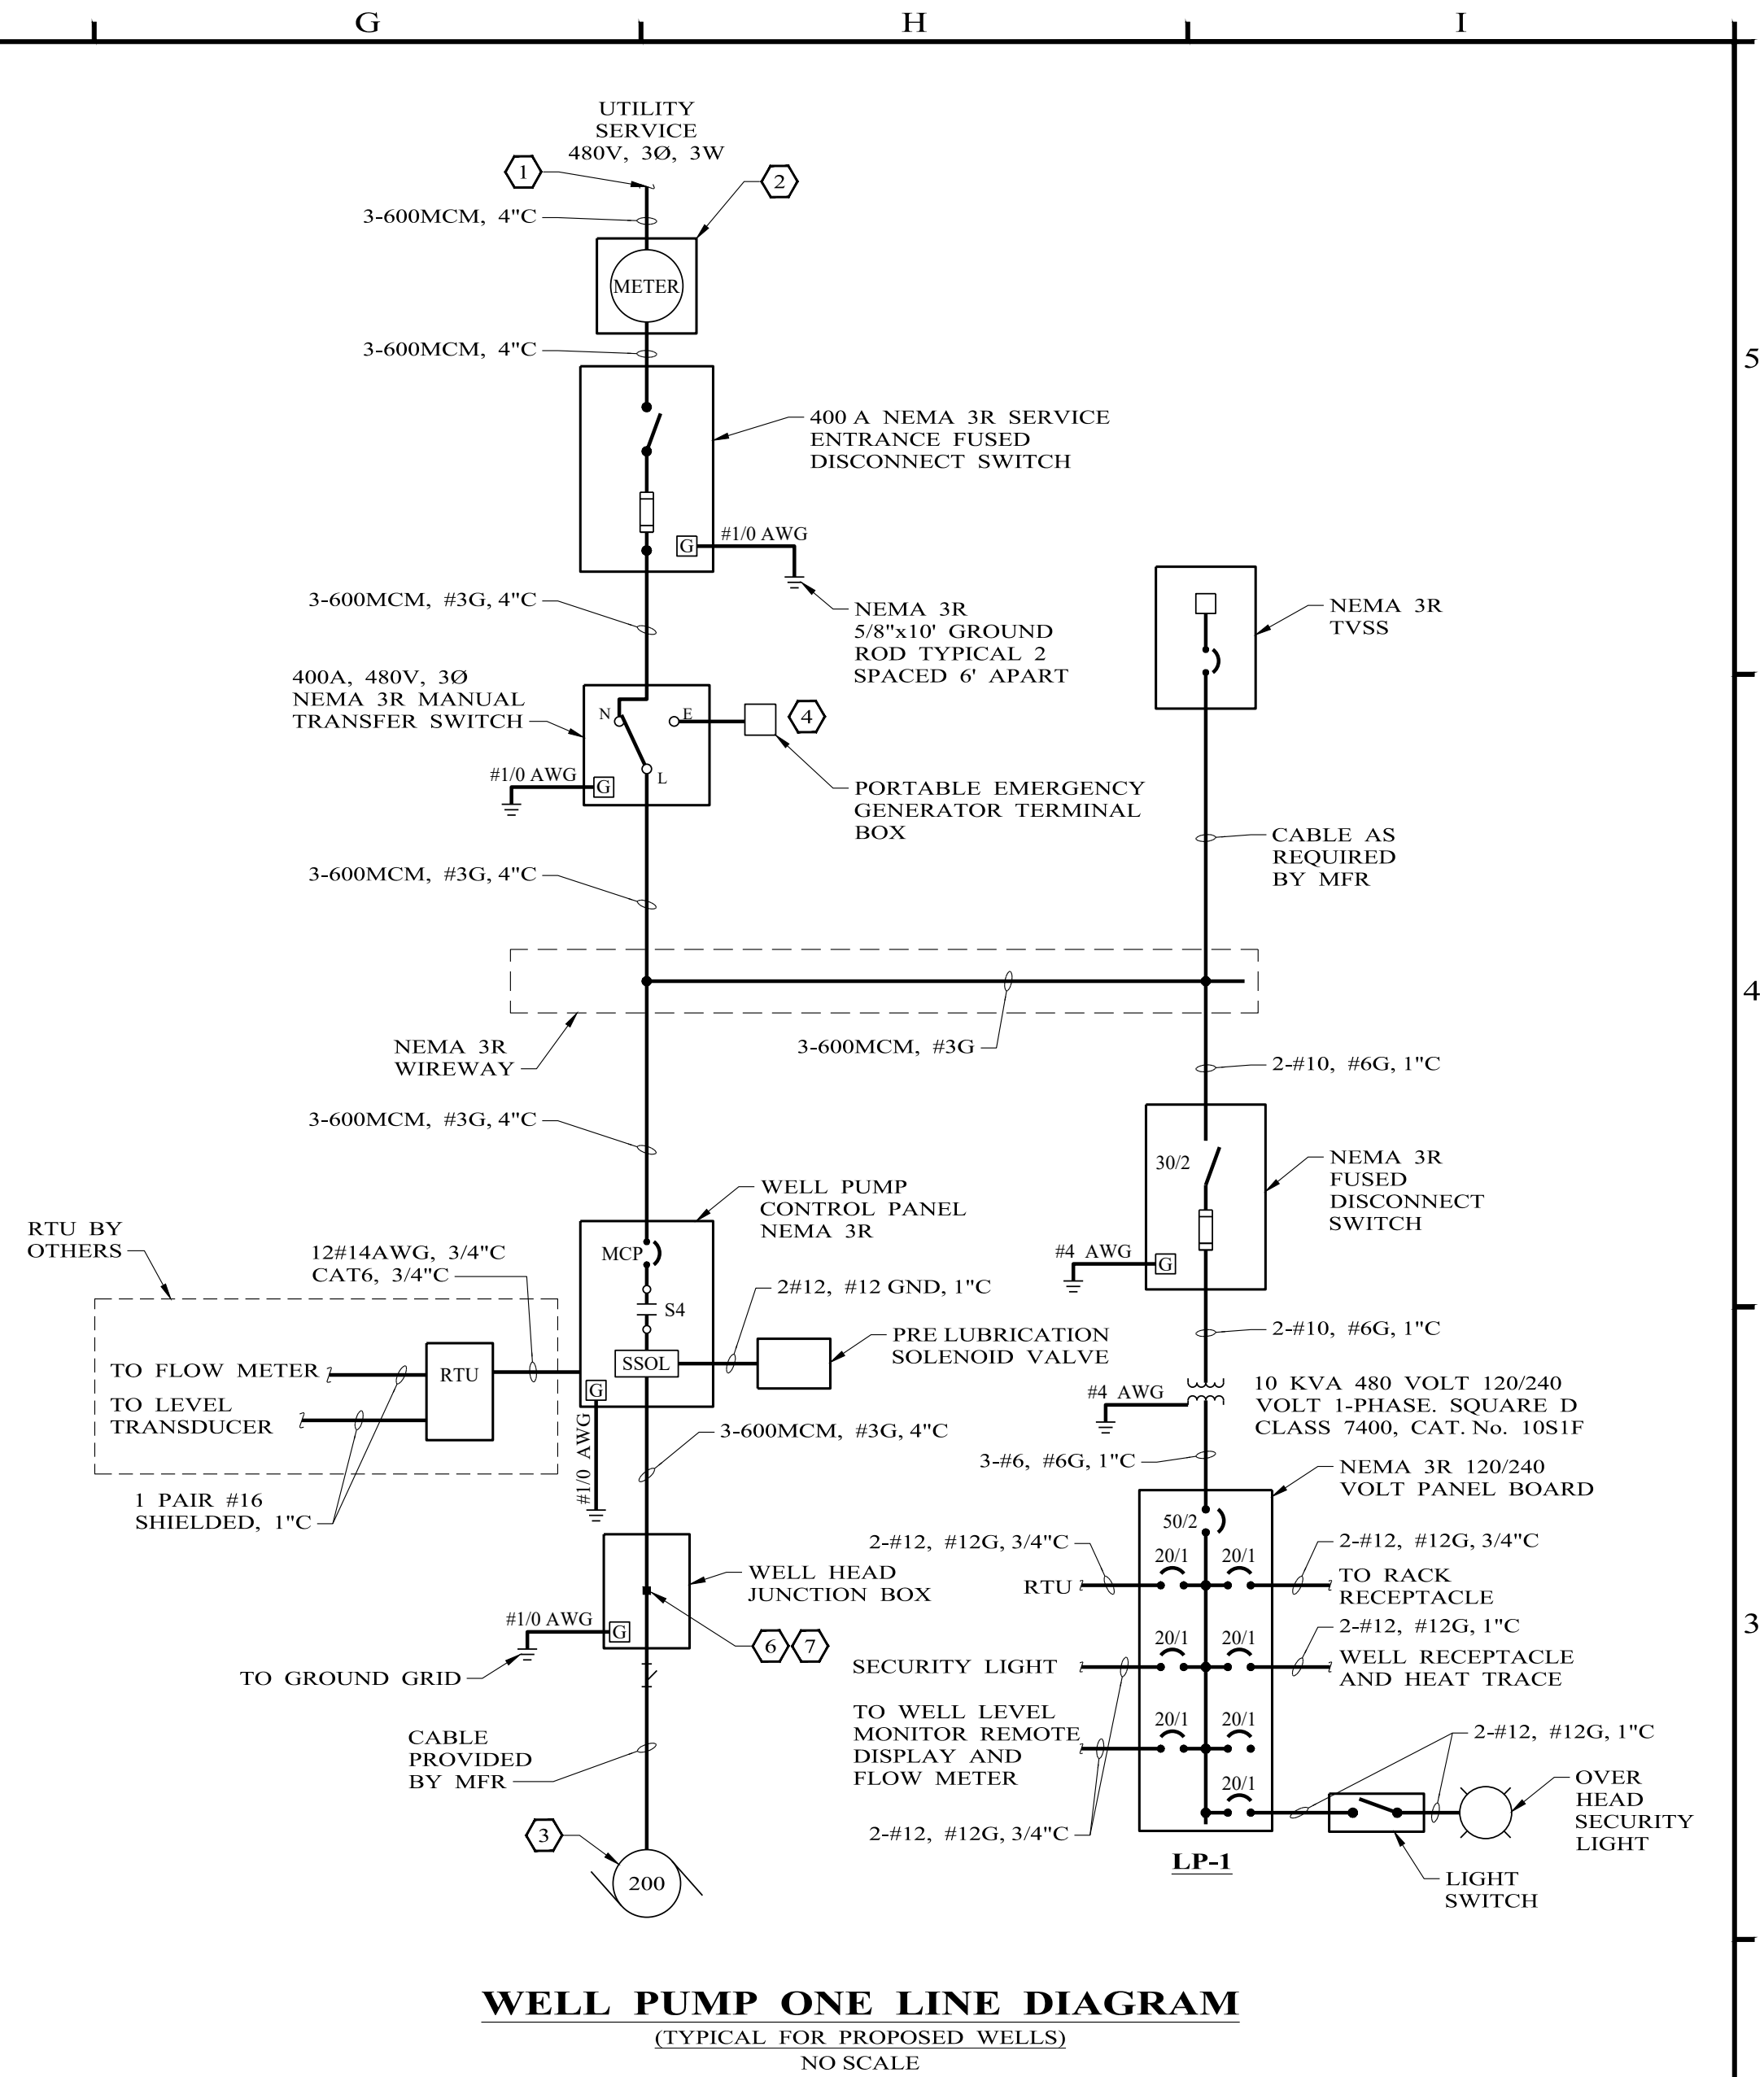 G
H
I
UTILITY
SERVICE
480V, 3Ø, 3W
1
2
3-600MCM, 4"C
METER
3-600MCM, 4"C
5
400 A NEMA 3R SERVICE
ENTRANCE FUSED
DISCONNECT SWITCH
G
#1/0 AWG
3-600MCM, #3G, 4"C
NEMA 3R
5/8"x10' GROUND
ROD TYPICAL 2
SPACED 6' APART
NEMA 3R
TVSS
400A, 480V, 3Ø
NEMA 3R MANUAL
TRANSFER SWITCH
N
E
L
4
#1/0 AWG
G
PORTABLE EMERGENCY
GENERATOR TERMINAL
BOX
CABLE AS
REQUIRED
BY MFR
3-600MCM, #3G, 4"C
4
NEMA 3R
WIREWAY
3-600MCM, #3G
2-#10, #6G, 1"C
3-600MCM, #3G, 4"C
30/2
NEMA 3R
FUSED
DISCONNECT
SWITCH
WELL PUMP
CONTROL PANEL
NEMA 3R
RTU BY
OTHERS
12#14AWG, 3/4"C
CAT6, 3/4"C
MCP
#4 AWG
G
2#12, #12 GND, 1"C
S4
2-#10, #6G, 1"C
PRE LUBRICATION
SOLENOID VALVE
SSOL
TO FLOW METER
RTU
TO LEVEL
TRANSDUCER
G
#1/0 AWG
#4 AWG
10 KVA 480 VOLT 120/240
VOLT 1-PHASE. SQUARE D
CLASS 7400, CAT. No. 10S1F
3-600MCM, #3G, 4"C
3-#6, #6G, 1"C
NEMA 3R 120/240
VOLT PANEL BOARD
1 PAIR #16
SHIELDED, 1"C
50/2
2-#12, #12G, 3/4"C
2-#12, #12G, 3/4"C
20/1
20/1
RTU
TO RACK
RECEPTACLE
WELL HEAD
JUNCTION BOX
#1/0 AWG
G
6
7
3
2-#12, #12G, 1"C
20/1
20/1
SECURITY LIGHT
WELL RECEPTACLE
AND HEAT TRACE
TO GROUND GRID
TO WELL LEVEL
MONITOR REMOTE
DISPLAY AND
FLOW METER
20/1
20/1
2-#12, #12G, 1"C
CABLE
PROVIDED
BY MFR
20/1
OVER
HEAD
SECURITY
LIGHT
2-#12, #12G, 3/4"C
3
LP-1
200
LIGHT
SWITCH
WELL PUMP ONE LINE DIAGRAM
(TYPICAL FOR PROPOSED WELLS)
NO SCALE